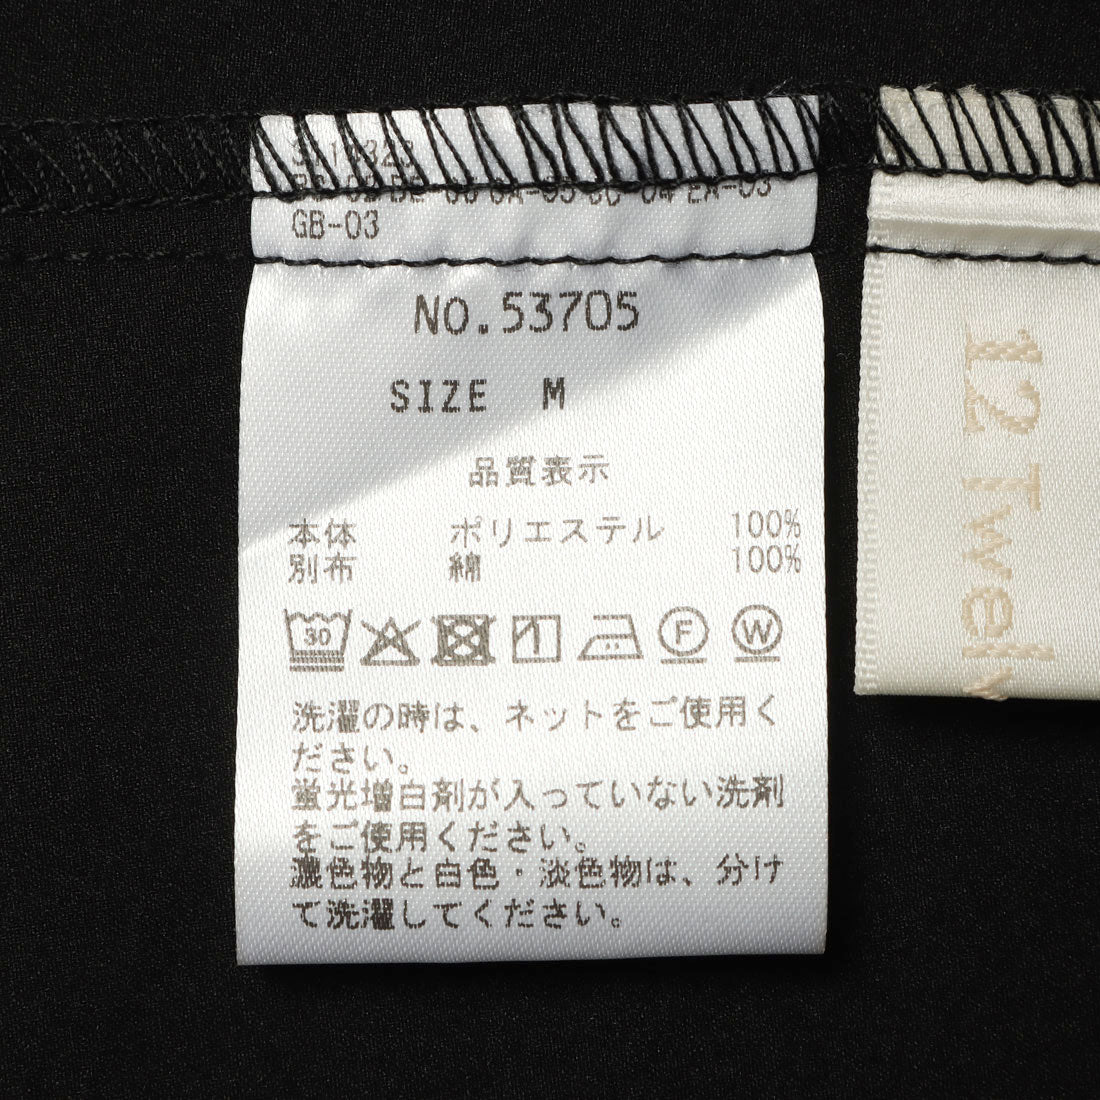 GB-03
NO.53705
SIZE M
品質表示
本体 ポリエステル 100%
別布 綿 100%
30
F
W
洗濯の時は、ネットをご使用く
ださい。
蛍光増白剤が入っていない洗剤
をご使用ください。
濃色物と白色・淡色物は、分け
て洗濯してください。
12 Twel